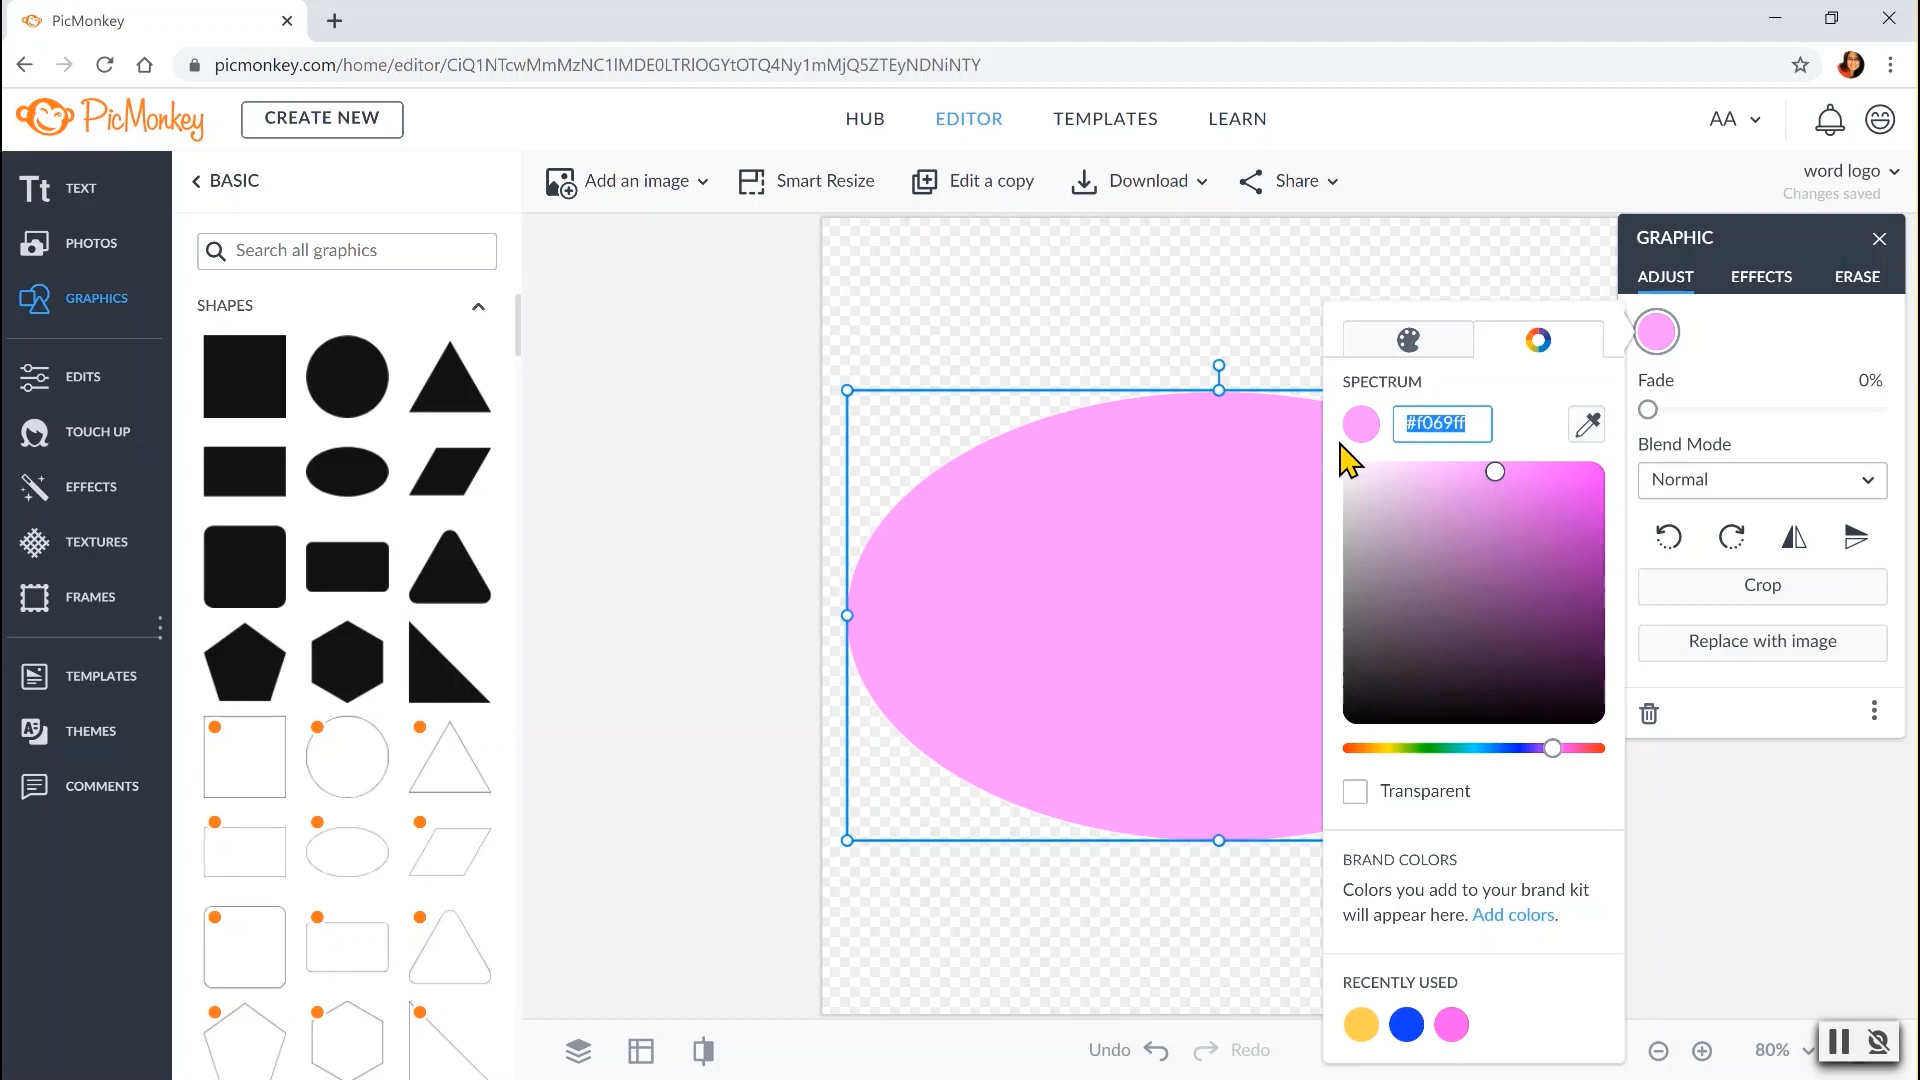 PicMonkey
picmonkey.com/home/editor/CiQ1NTcwMmMzNC1lMDE0LTRlOGYtOTQ4Ny1mMjQ5ZTEyNDNiNTY
PicMonkey
CREATE NEW
HUB
EDITOR
TEMPLATES
LEARN
AA
Tt TEXT
PHOTOS
GRAPHICS
EDITS
TOUCH UP
EFFECTS
TEXTURES
FRAMES
TEMPLATES
THEMES
COMMENTS
BASIC
Search all graphics
SHAPES
Add an image
Smart Resize
Edit a copy
Download
Share
word logo
Changes saved
GRAPHIC
ADJUST
EFFECTS
ERASE
Fade 0%
Blend Mode
Normal
Crop
Replace with image
SPECTRUM
#f069ff
Transparent
BRAND COLORS
Colors you add to your brand kit
will appear here. Add colors.
RECENTLY USED
Undo
Redo
80%